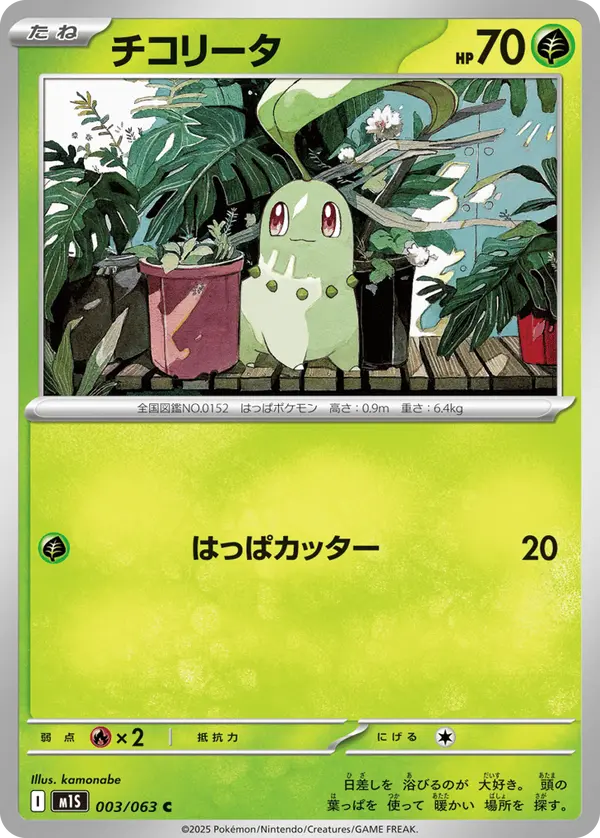 たね
チコリータ
HP70
全国図鑑NO.0152 はっぱポケモン 高さ:0.9m 重さ:6.4kg
はっぱカッター 20
弱点 ×2 抵抗力 にげる
Illus. kamonabe
I M1S 003/063 C
日差しを 浴びるのが 大好き。 頭の
葉っぱを 使って 暖かい 場所を 探す。
©2025 Pokémon/Nintendo/Creatures/GAME FREAK.